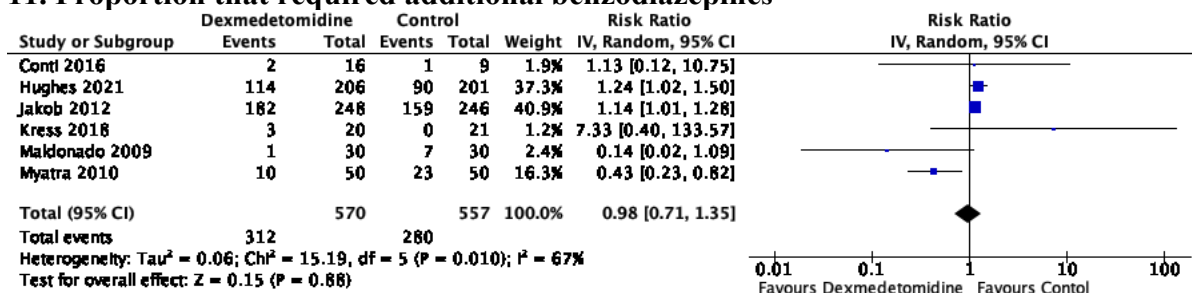 11. Proportion that required additional benzodiazepines
Dexmedetomidine Control Risk Ratio Risk Ratio
Study or Subgroup Events Total Events Total Weight IV, Random, 95% CI IV, Random, 95% CI
Conti 2016 2 16 1 9 1.9% 1.13 [0.12, 10.75]
Hughes 2021 114 206 90 201 37.3% 1.24 [1.02, 1.50]
Jakob 2012 182 248 159 246 40.9% 1.14 [1.01, 1.28]
Kress 2018 3 20 0 21 1.2% 7.33 [0.40, 133.57]
Maldonado 2009 1 30 7 30 2.4% 0.14 [0.02, 1.09]
Myatra 2010 10 50 23 50 16.3% 0.43 [0.23, 0.82]
Total (95% CI) 570 557 100.0% 0.98 [0.71, 1.35]
Total events 312 280
Heterogeneity: Tau² = 0.06; Chi² = 15.19, df = 5 (P = 0.010); I² = 67%
Test for overall effect: Z = 0.15 (P = 0.88)
0.01 0.1 1 10 100
Favours Dexmedetomidine Favours Contol